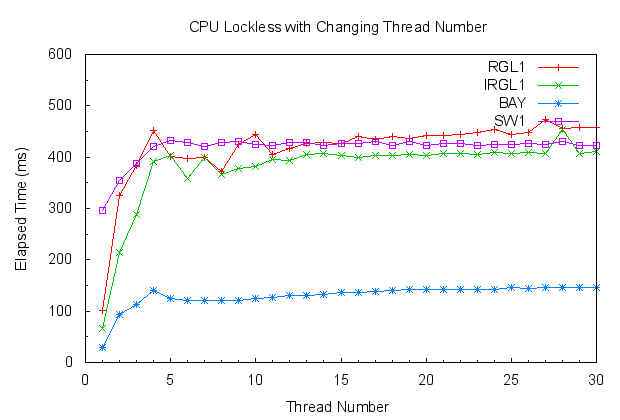 CPU Lockless with Changing Thread Number
600
500
400
300
200
100
0
Elapsed Time (ms)
RGL1
IRGL1
BAY
SW1
0 5 10 15 20 25 30
Thread Number